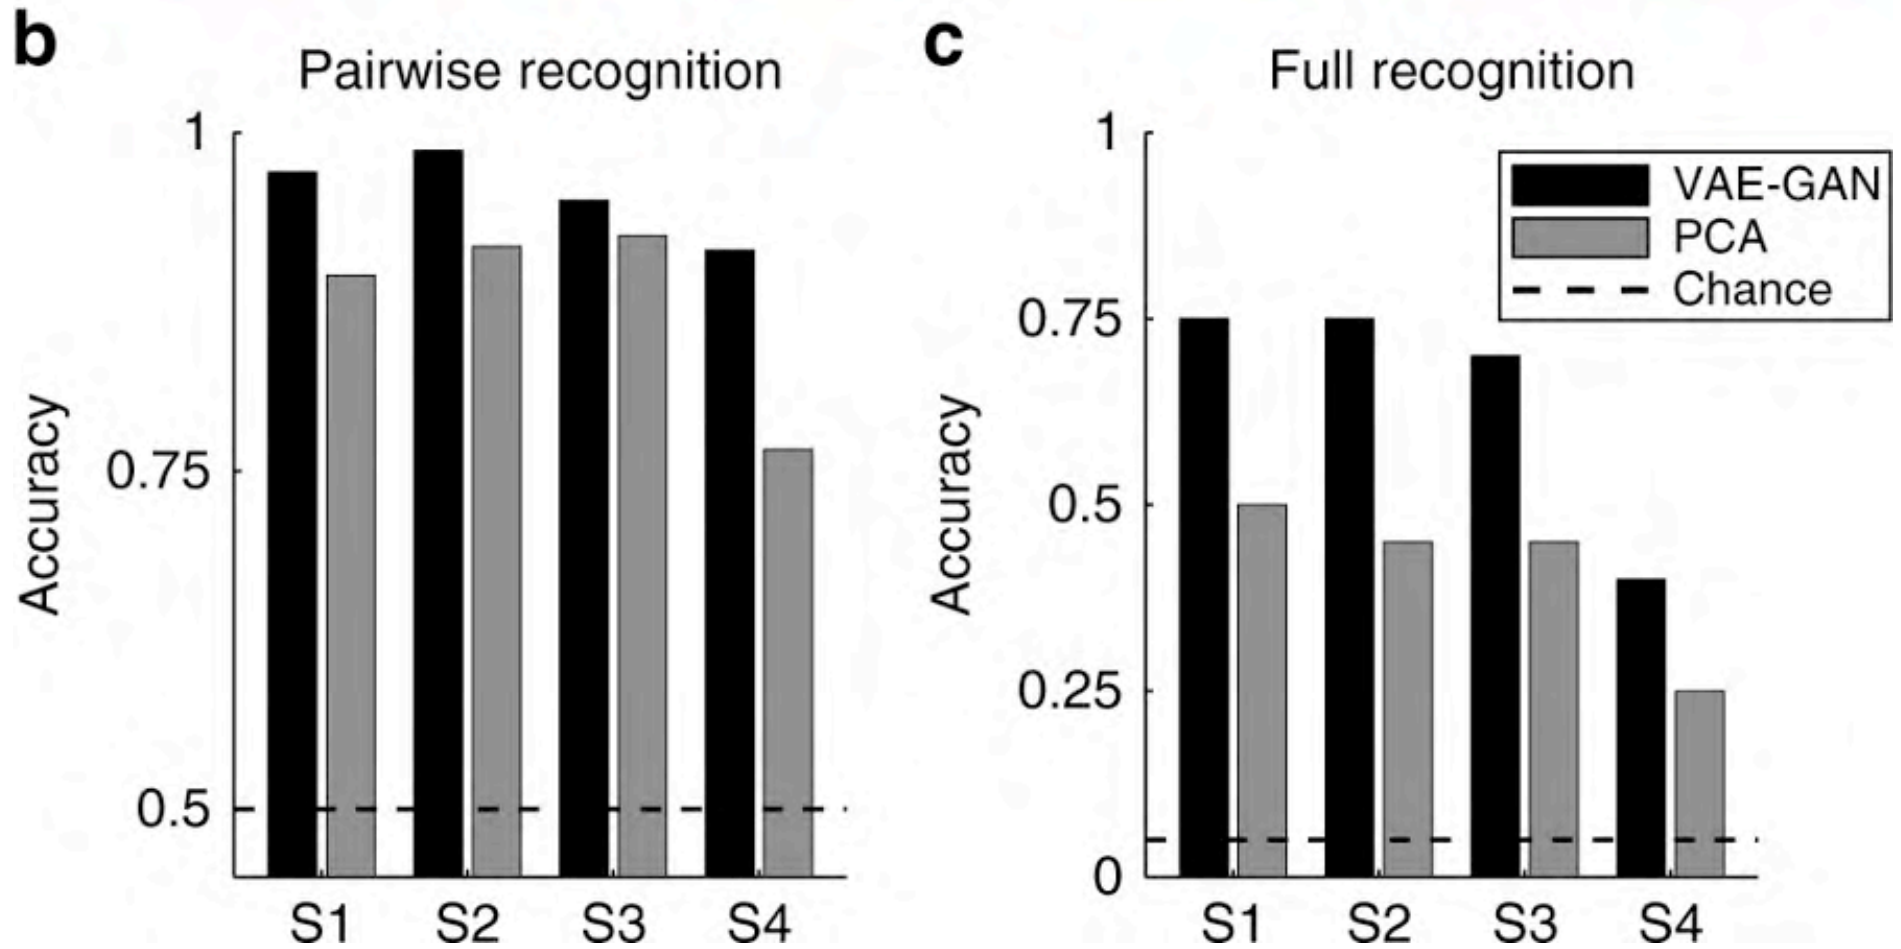 b
Pairwise recognition
1
0.75
0.5
Accuracy
S1 S2 S3 S4
c
Full recognition
1
0.75
0.5
0.25
0
Accuracy
S1 S2 S3 S4
VAE-GAN
PCA
Chance